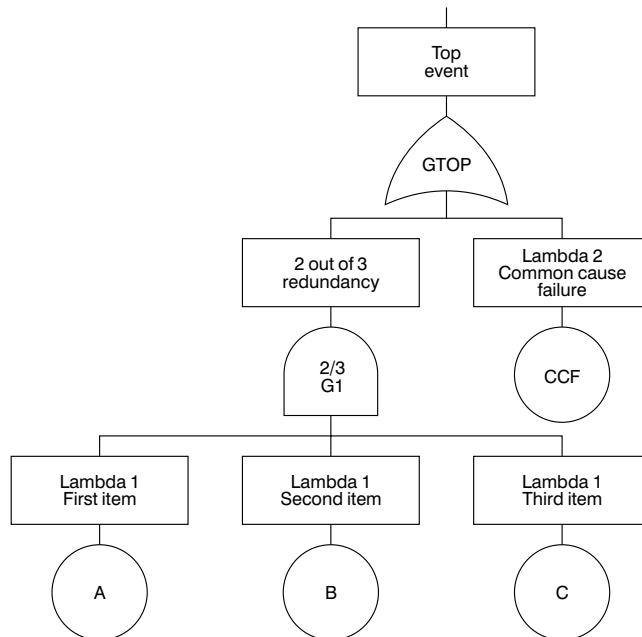 Top
event
GTOP
2 out of 3
redundancy
Lambda 2
Common cause
failure
2/3
G1
CCF
Lambda 1
First item
Lambda 1
Second item
Lambda 1
Third item
A
B
C